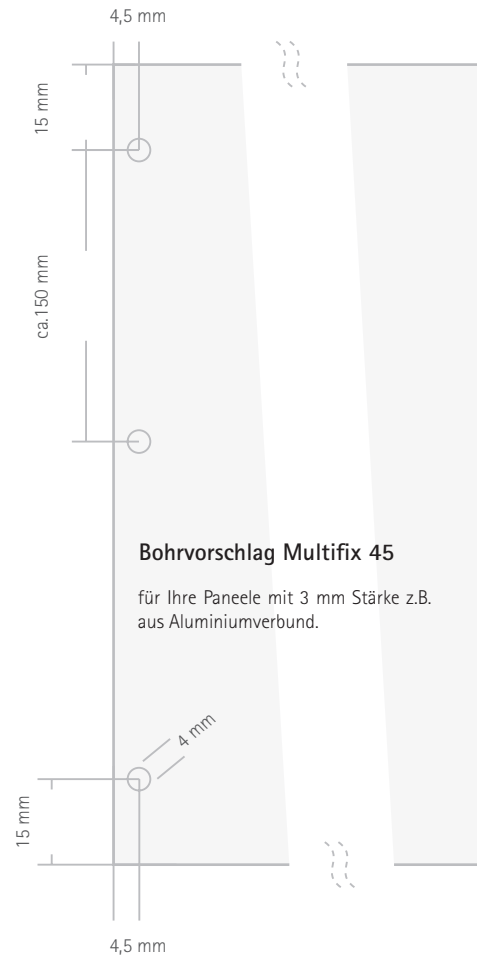 4,5 mm
15 mm
ca.150 mm
Bohrvorschlag Multifix 45
für Ihre Paneele mit 3 mm Stärke z.B.
aus Aluminiumverbund.
4 mm
15 mm
4,5 mm